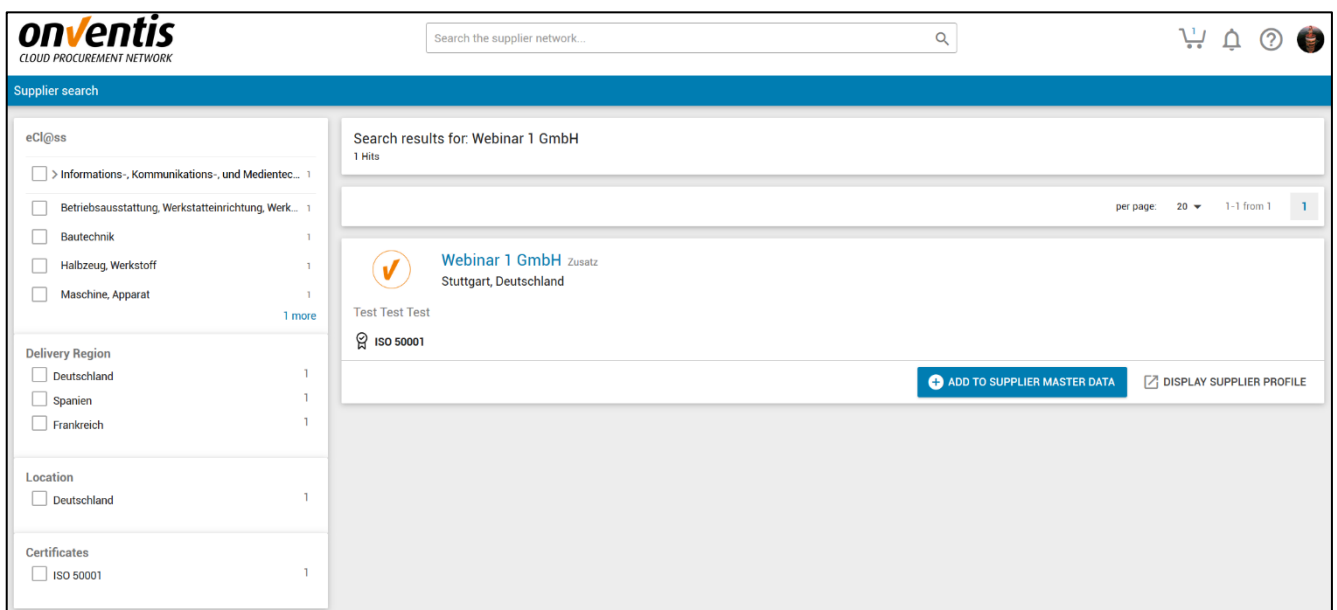 onventis
CLOUD PROCUREMENT NETWORK
Search the supplier network...
1
Supplier search
eCl@ss
Informations-, Kommunikations-, und Medientec... 1
Betriebsausstattung, Werkstatteinrichtung, Werk... 1
Bautechnik 1
Halbzeug, Werkstoff 1
Maschine, Apparat 1
1 more
Delivery Region
Deutschland 1
Spanien 1
Frankreich 1
Location
Deutschland 1
Certificates
ISO 50001 1
Search results for: Webinar 1 GmbH
1 Hits
per page: 20 1-1 from 1 1
Webinar 1 GmbH Zusatz
Stuttgart, Deutschland
Test Test Test
ISO 50001
ADD TO SUPPLIER MASTER DATA DISPLAY SUPPLIER PROFILE